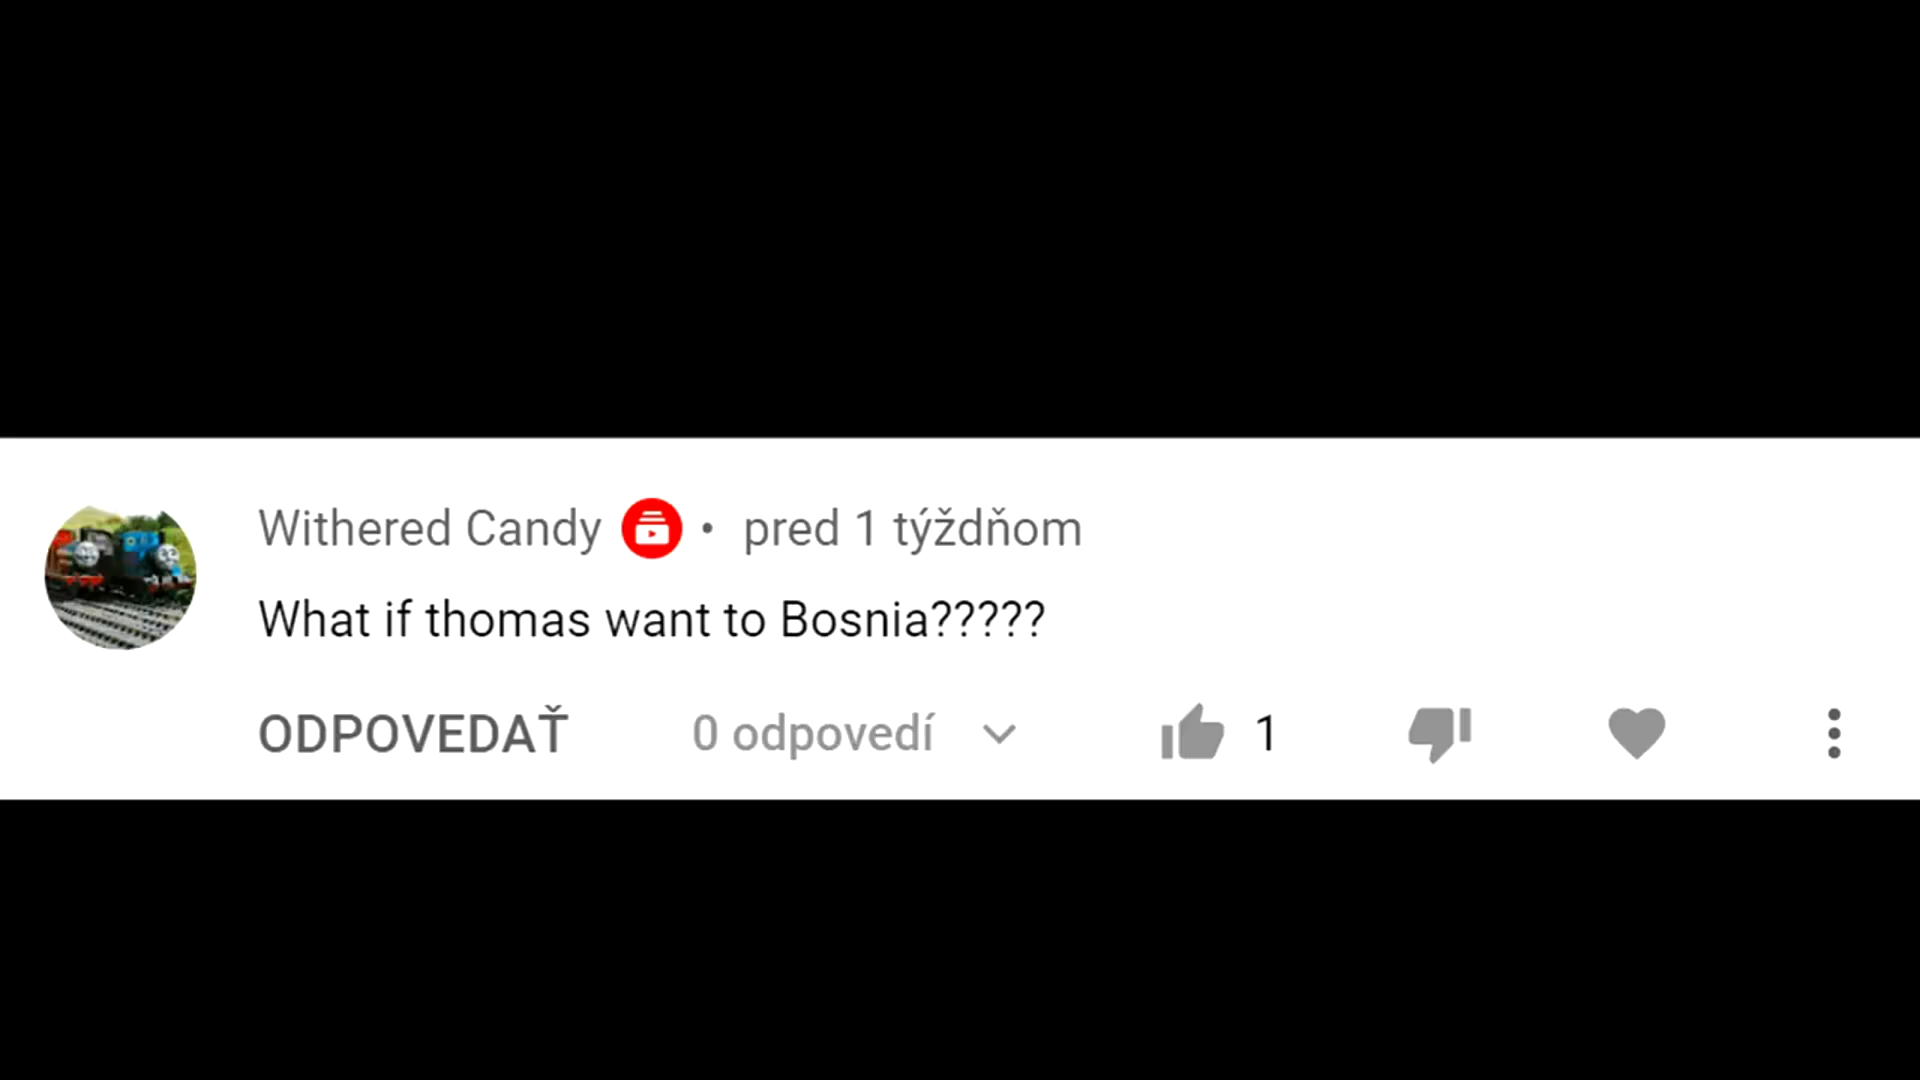 Withered Candy • pred 1 týždňom
What if thomas want to Bosnia?????
ODPOVEDAŤ 0 odpovedí 1